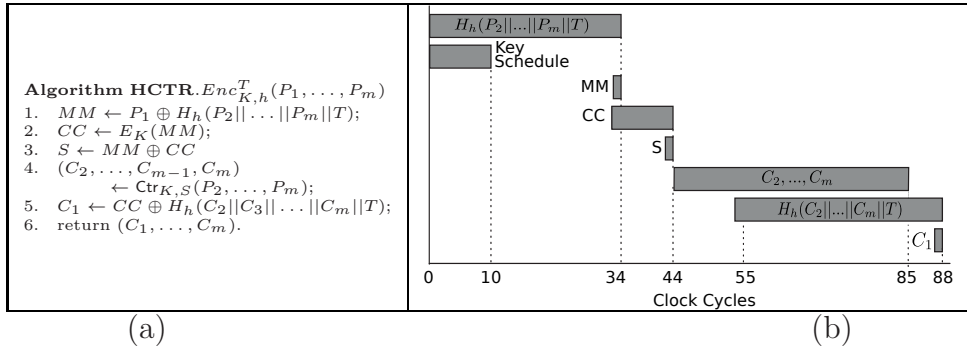 Algorithm HCTR.Enc^T_{K,h}(P_1, . . . , P_m)
1. MM ← P_1 ⊕ H_h(P_2|| . . . ||P_m||T);
2. CC ← E_K(MM);
3. S ← MM ⊕ CC
4. (C_2, . . . , C_{m−1}, C_m)
← Ctr_{K,S}(P_2, . . . , P_m);
5. C_1 ← CC ⊕ H_h(C_2||C_3|| . . . ||C_m||T);
6. return (C_1, . . . , C_m).
(a)
H_h(P_2||...||P_m||T)
Key
Schedule
MM
CC
S
C_2, ..., C_m
H_h(C_2||...||C_m||T)
C_1
0 10 34 44 55 85 88
Clock Cycles
(b)